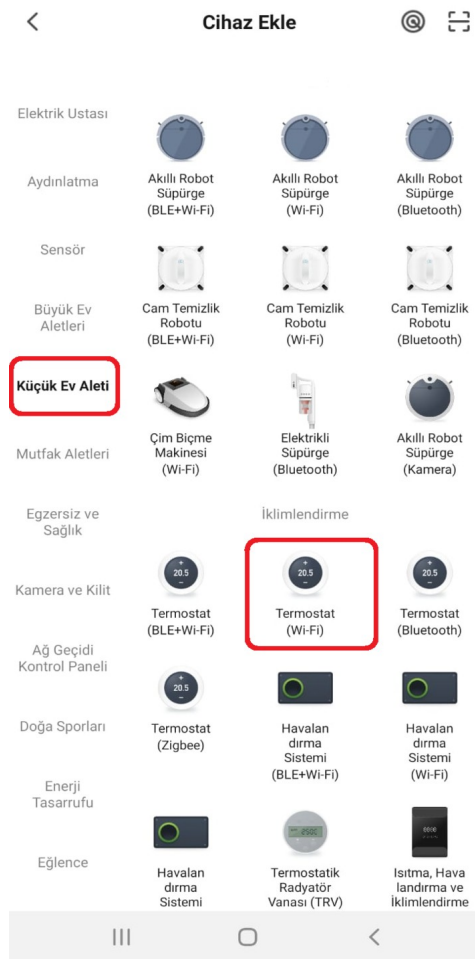 Cihaz Ekle
Elektrik Ustası
Aydınlatma
Sensör
Büyük Ev
Aletleri
Küçük Ev Aleti
Mutfak Aletleri
Egzersiz ve
Sağlık
Kamera ve Kilit
Ağ Geçidi
Kontrol Paneli
Doğa Sporları
Enerji
Tasarrufu
Eğlence
Akıllı Robot
Süpürge
(BLE+Wi-Fi)
Akıllı Robot
Süpürge
(Wi-Fi)
Akıllı Robot
Süpürge
(Bluetooth)
Cam Temizlik
Robotu
(BLE+Wi-Fi)
Cam Temizlik
Robotu
(Wi-Fi)
Cam Temizlik
Robotu
(Bluetooth)
Çim Biçme
Makinesi
(Wi-Fi)
Elektrikli
Süpürge
(Bluetooth)
Akıllı Robot
Süpürge
(Kamera)
İklimlendirme
20.5
Termostat
(BLE+Wi-Fi)
20.5
Termostat
(Wi-Fi)
20.5
Termostat
(Bluetooth)
20.5
Termostat
(Zigbee)
Havalan
dırma
Sistemi
(BLE+Wi-Fi)
Havalan
dırma
Sistemi
(Wi-Fi)
Havalan
dırma
Sistemi
Termostatik
Radyatör
Vanası (TRV)
Isıtma, Hava
landırma ve
İklimlendirme